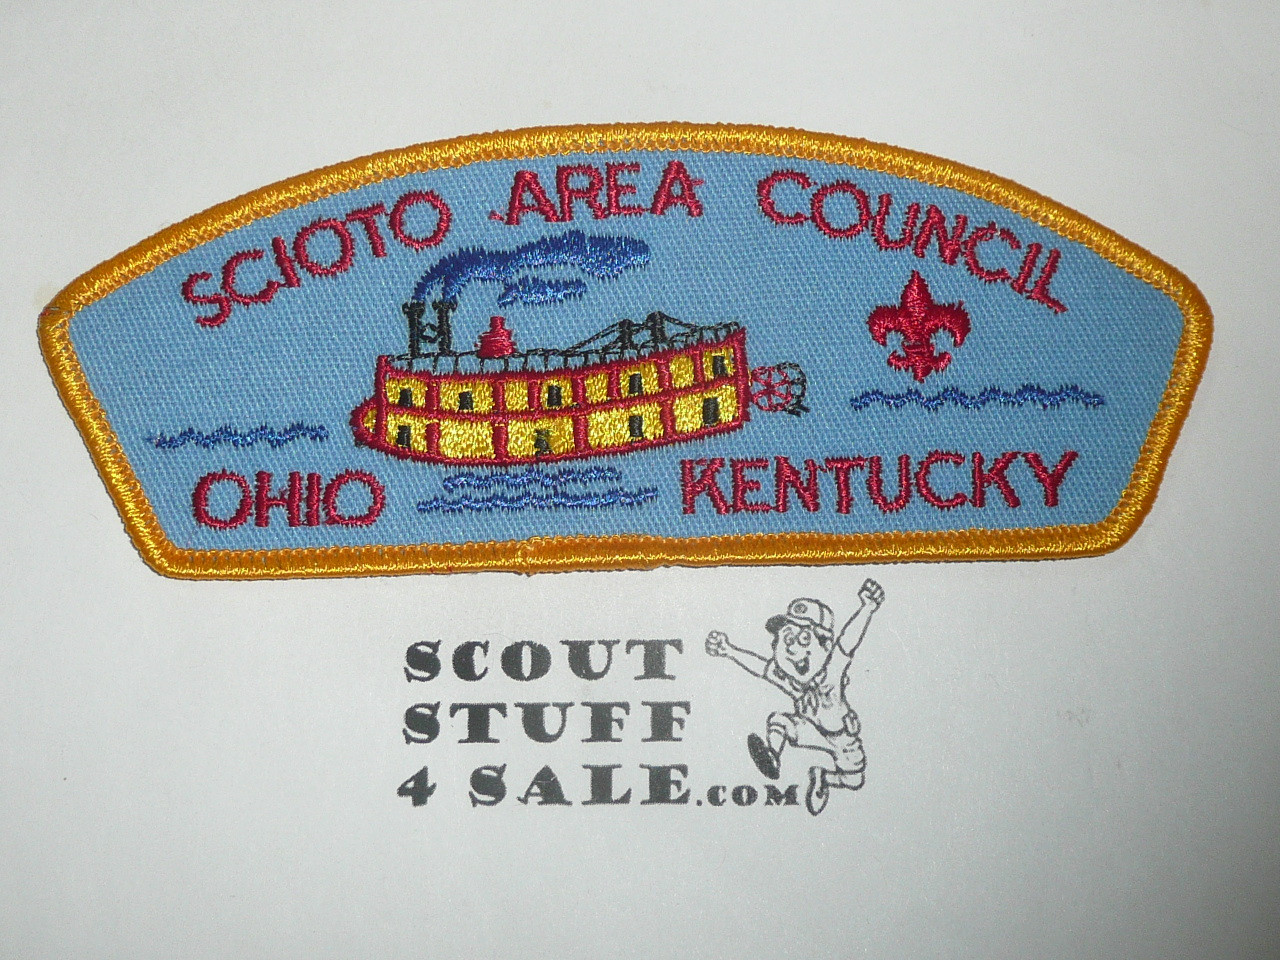 SCIOTO AREA COUNCIL
OHIO KENTUCKY
SCOUT
STUFF
4 SALE.COM